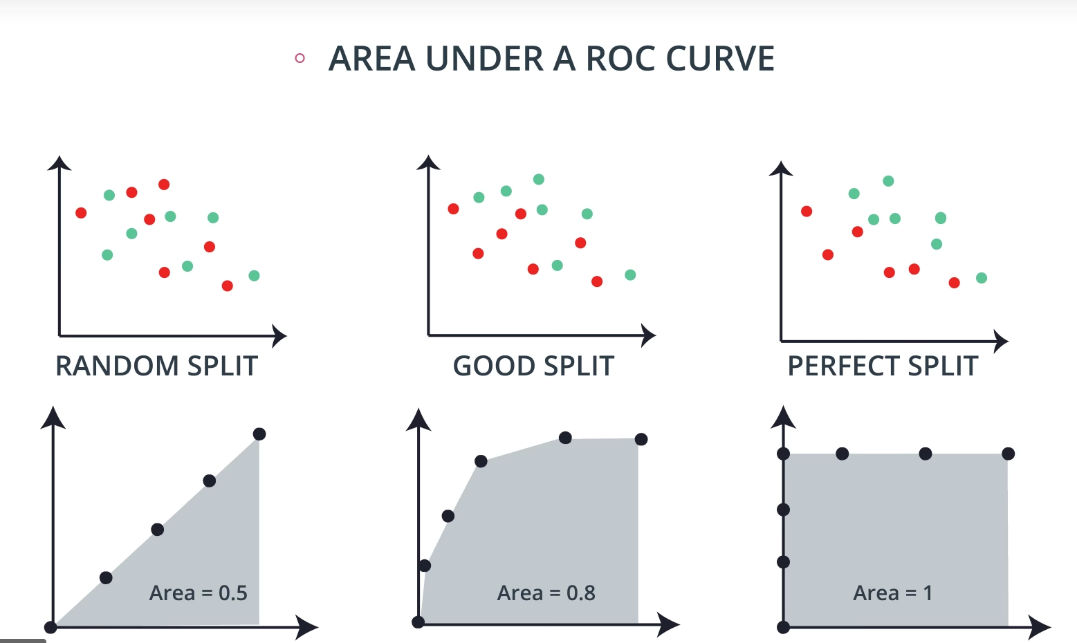 AREA UNDER A ROC CURVE
RANDOM SPLIT
GOOD SPLIT
PERFECT SPLIT
Area = 0.5
Area = 0.8
Area = 1